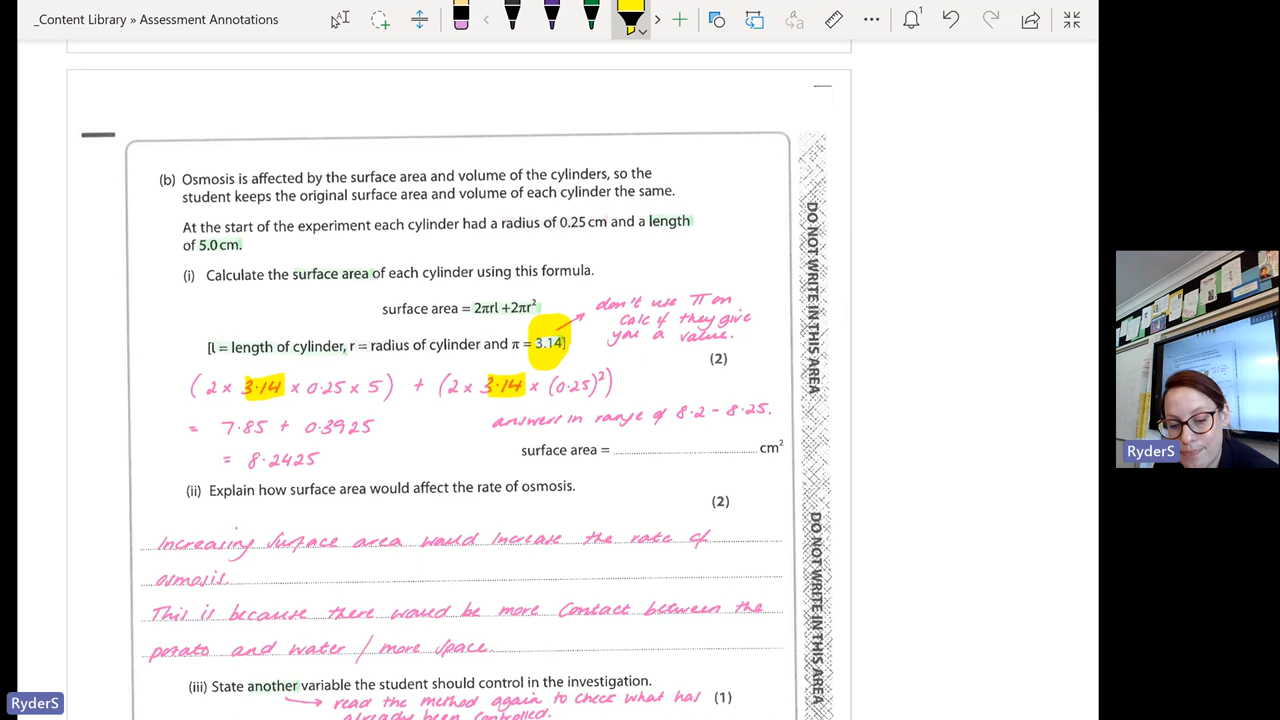 _Content Library » Assessment Annotations
(b) Osmosis is affected by the surface area and volume of the cylinders, so the
student keeps the original surface area and volume of each cylinder the same.
At the start of the experiment each cylinder had a radius of 0.25 cm and a length
of 5.0 cm.
(i) Calculate the surface area of each cylinder using this formula.
surface area = 2πrl +2πr²
don't use π on
calc if they give
you a value.
[l = length of cylinder, r = radius of cylinder and π = 3.14]
(2)
(2 × 3.14 × 0.25 × 5) + (2 × 3.14 × (0.25)²)
= 7.85 + 0.3925
answers in range of 8.2 - 8.25.
= 8.2425
surface area = cm²
(ii) Explain how surface area would affect the rate of osmosis.
(2)
Increasing surface area would increase the rate of
osmosis.
This is because there would be more contact between the
potato and water / more space.
(iii) State another variable the student should control in the investigation.
read the method again to check what has (1)
already been controlled.
DO NOT WRITE IN THIS AREA
DO NOT WRITE IN THIS AREA
RyderS
RyderS